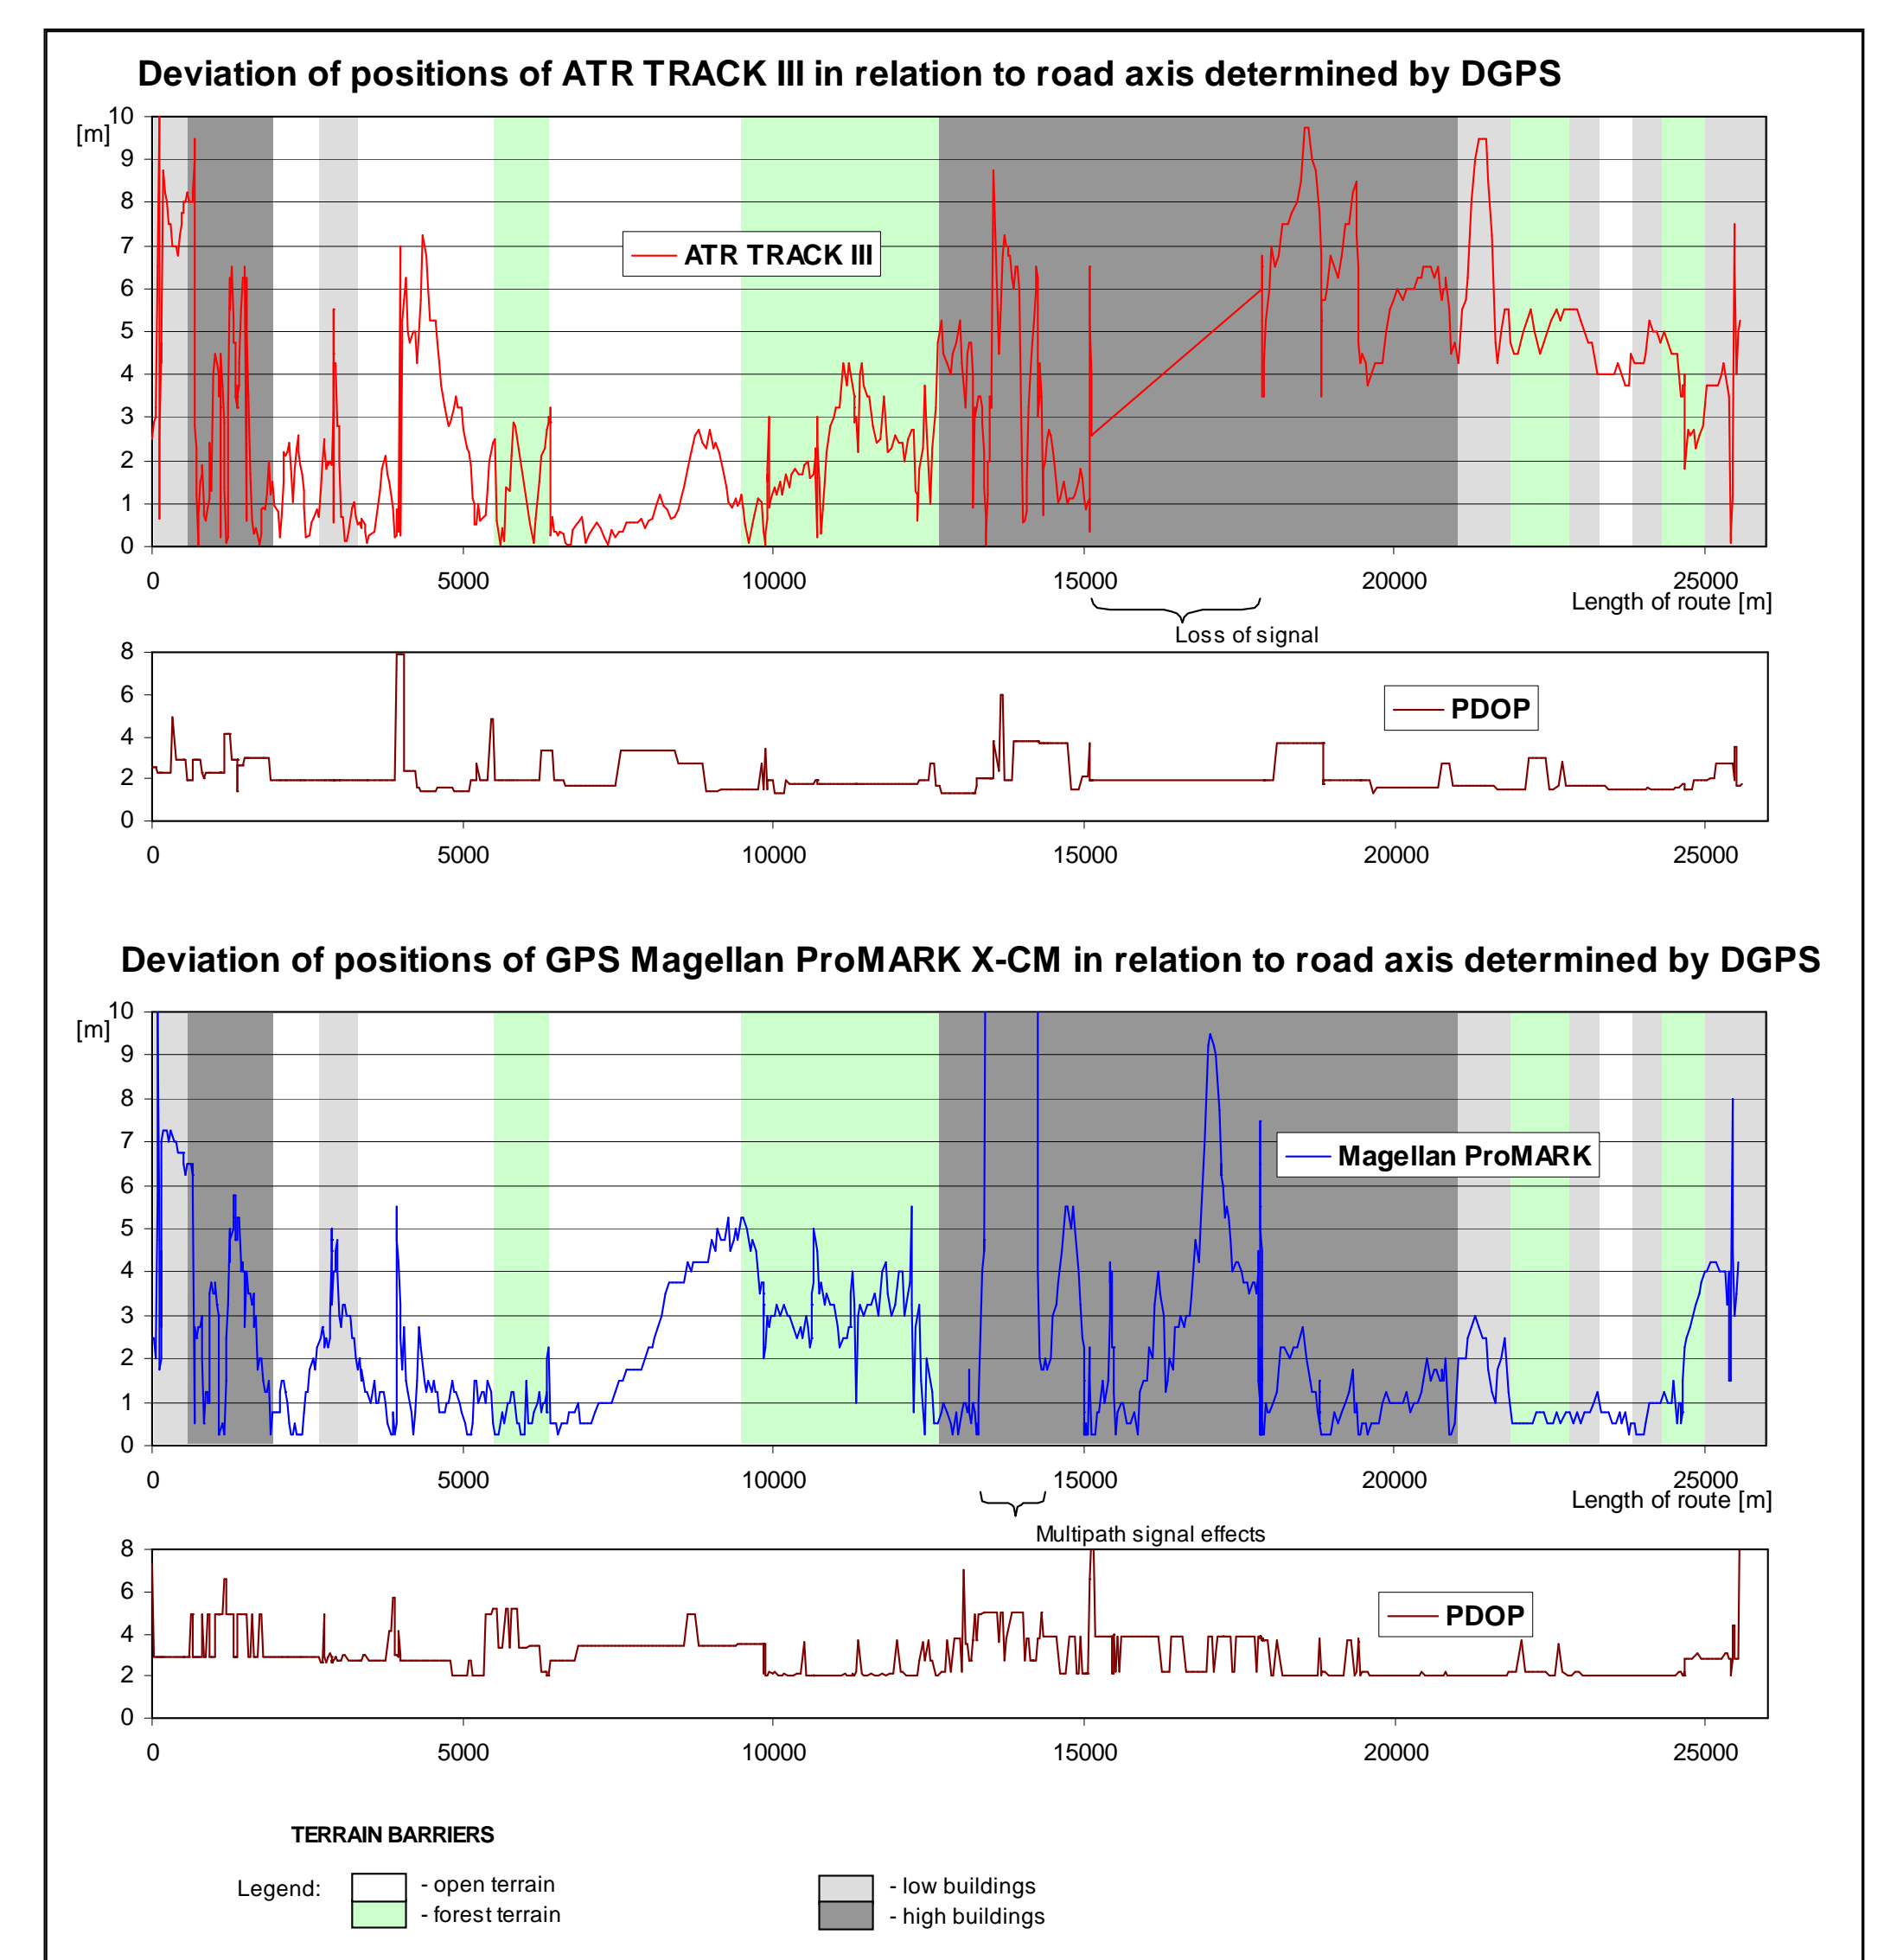 Deviation of positions of ATR TRACK III in relation to road axis determined by DGPS
[m]
10
9
8
7
6
5
4
3
2
1
0
ATR TRACK III
0 5000 10000 15000 20000 25000
Length of route [m]
Loss of signal
8
6
4
2
0
PDOP
0 5000 10000 15000 20000 25000
Deviation of positions of GPS Magellan ProMARK X-CM in relation to road axis determined by DGPS
[m]
10
9
8
7
6
5
4
3
2
1
0
Magellan ProMARK
0 5000 10000 15000 20000 25000
Length of route [m]
Multipath signal effects
8
6
4
2
0
PDOP
0 5000 10000 15000 20000 25000
TERRAIN BARRIERS
Legend:
- open terrain
- forest terrain
- low buildings
- high buildings